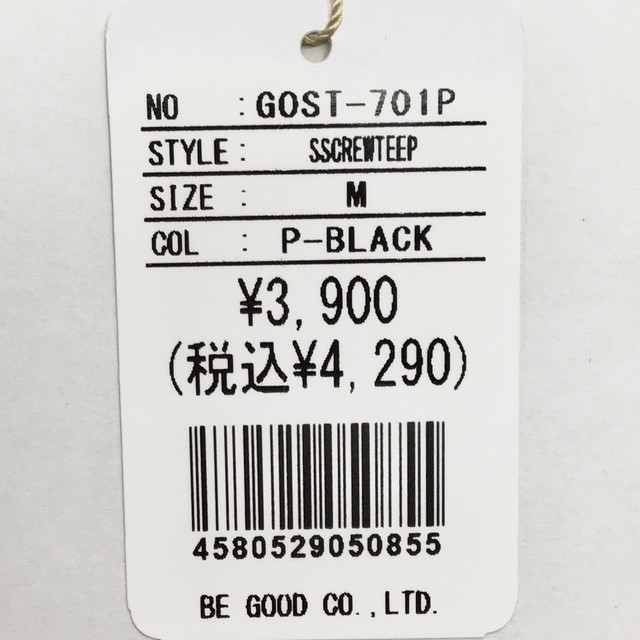 NO : GOST-701P
STYLE : SSCREWTEEP
SIZE : M
COL : P-BLACK
¥3,900
(税込¥4,290)
4580529050855
BE GOOD CO.,LTD.